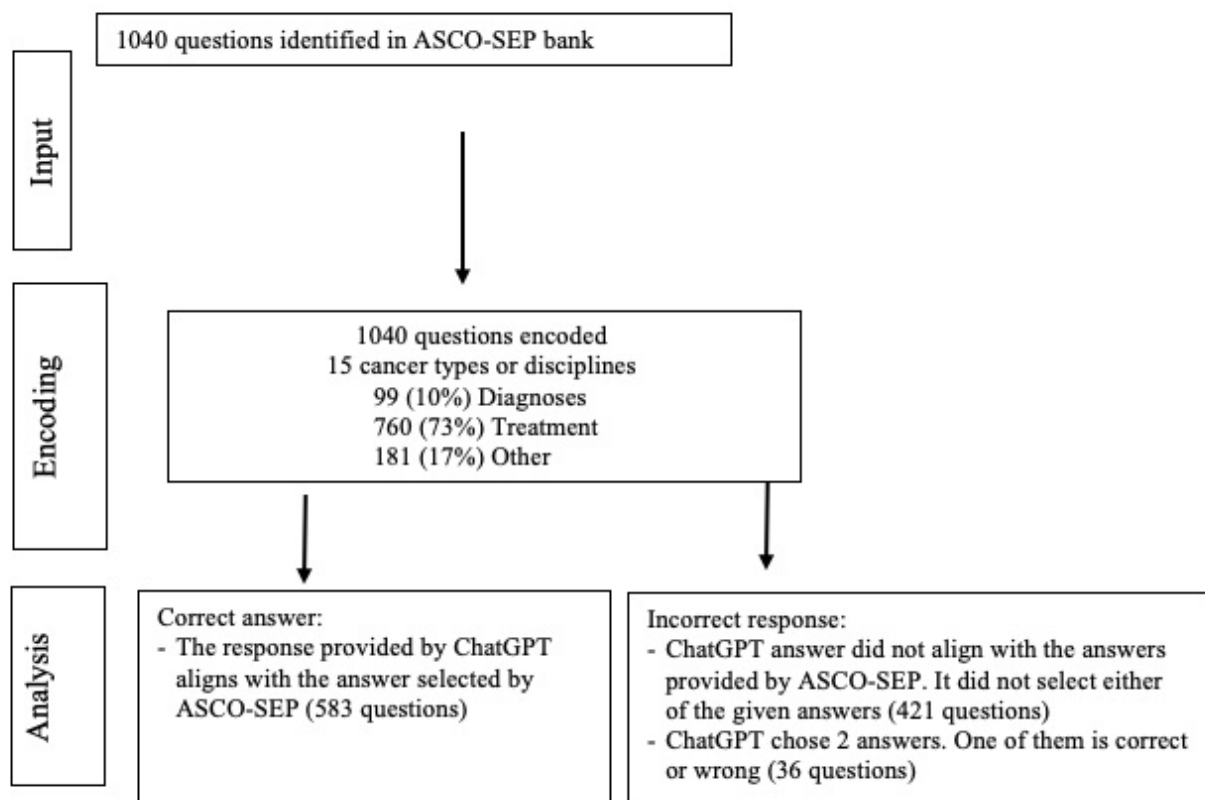 1040 questions identified in ASCO-SEP bank
Input
Encoding
1040 questions encoded
15 cancer types or disciplines
99 (10%) Diagnoses
760 (73%) Treatment
181 (17%) Other
Analysis
Correct answer:
- The response provided by ChatGPT
aligns with the answer selected by
ASCO-SEP (583 questions)
Incorrect response:
- ChatGPT answer did not align with the answers
provided by ASCO-SEP. It did not select either
of the given answers (421 questions)
- ChatGPT chose 2 answers. One of them is correct
or wrong (36 questions)